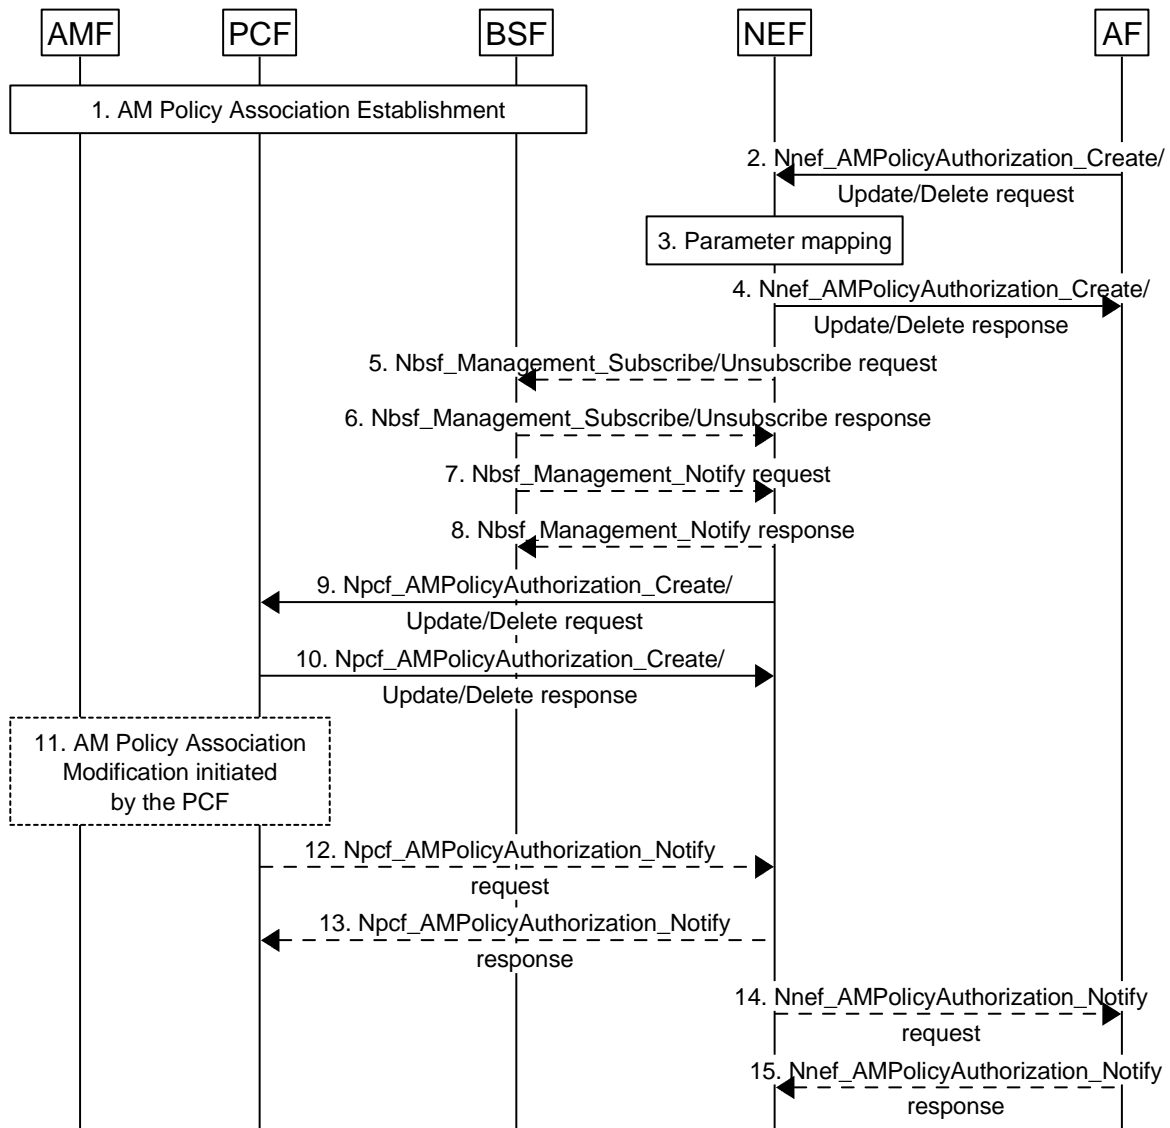 AMF PCF BSF NEF AF
1. AM Policy Association Establishment
2. Nnef_AMPolicyAuthorization_Create/
Update/Delete request
3. Parameter mapping
4. Nnef_AMPolicyAuthorization_Create/
Update/Delete response
5. Nbsf_Management_Subscribe/Unsubscribe request
6. Nbsf_Management_Subscribe/Unsubscribe response
7. Nbsf_Management_Notify request
8. Nbsf_Management_Notify response
9. Npcf_AMPolicyAuthorization_Create/
Update/Delete request
10. Npcf_AMPolicyAuthorization_Create/
Update/Delete response
11. AM Policy Association
Modification initiated
by the PCF
12. Npcf_AMPolicyAuthorization_Notify
request
13. Npcf_AMPolicyAuthorization_Notify
response
14. Nnef_AMPolicyAuthorization_Notify
request
15. Nnef_AMPolicyAuthorization_Notify
response